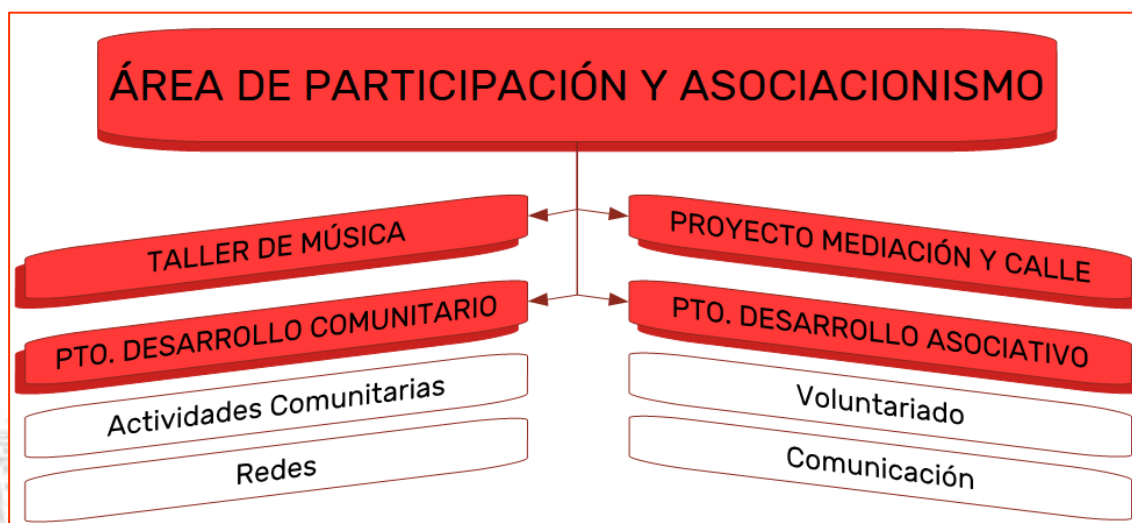 ÁREA DE PARTICIPACIÓN Y ASOCIACIONISMO
TALLER DE MÚSICA
PROYECTO MEDIACIÓN Y CALLE
PTO. DESARROLLO COMUNITARIO
PTO. DESARROLLO ASOCIATIVO
Actividades Comunitarias
Voluntariado
Redes
Comunicación